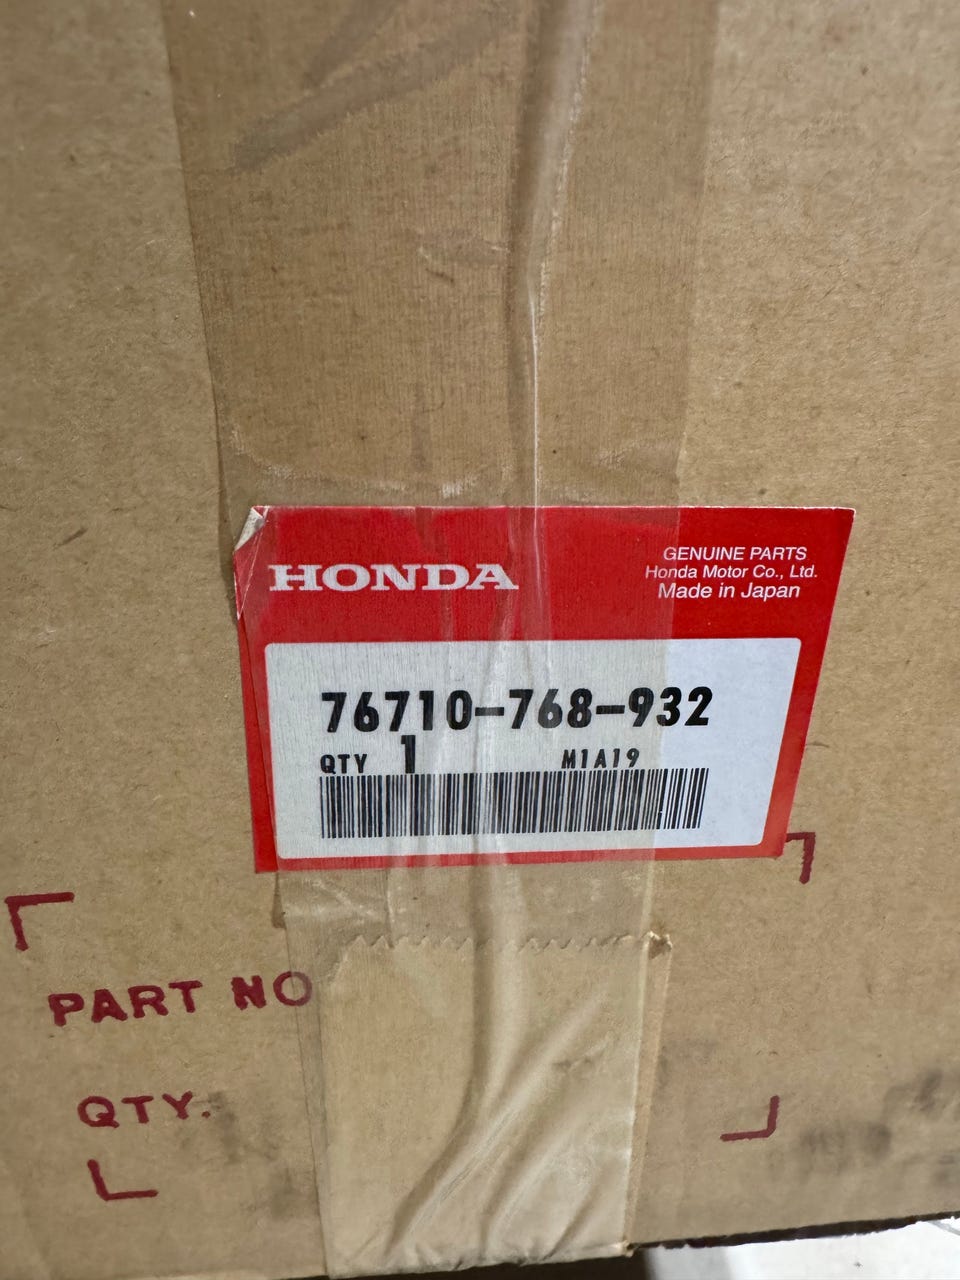 HONDA
GENUINE PARTS
Honda Motor Co., Ltd.
Made in Japan
76710-768-932
QTY 1 M1A19
PART NO
QTY.